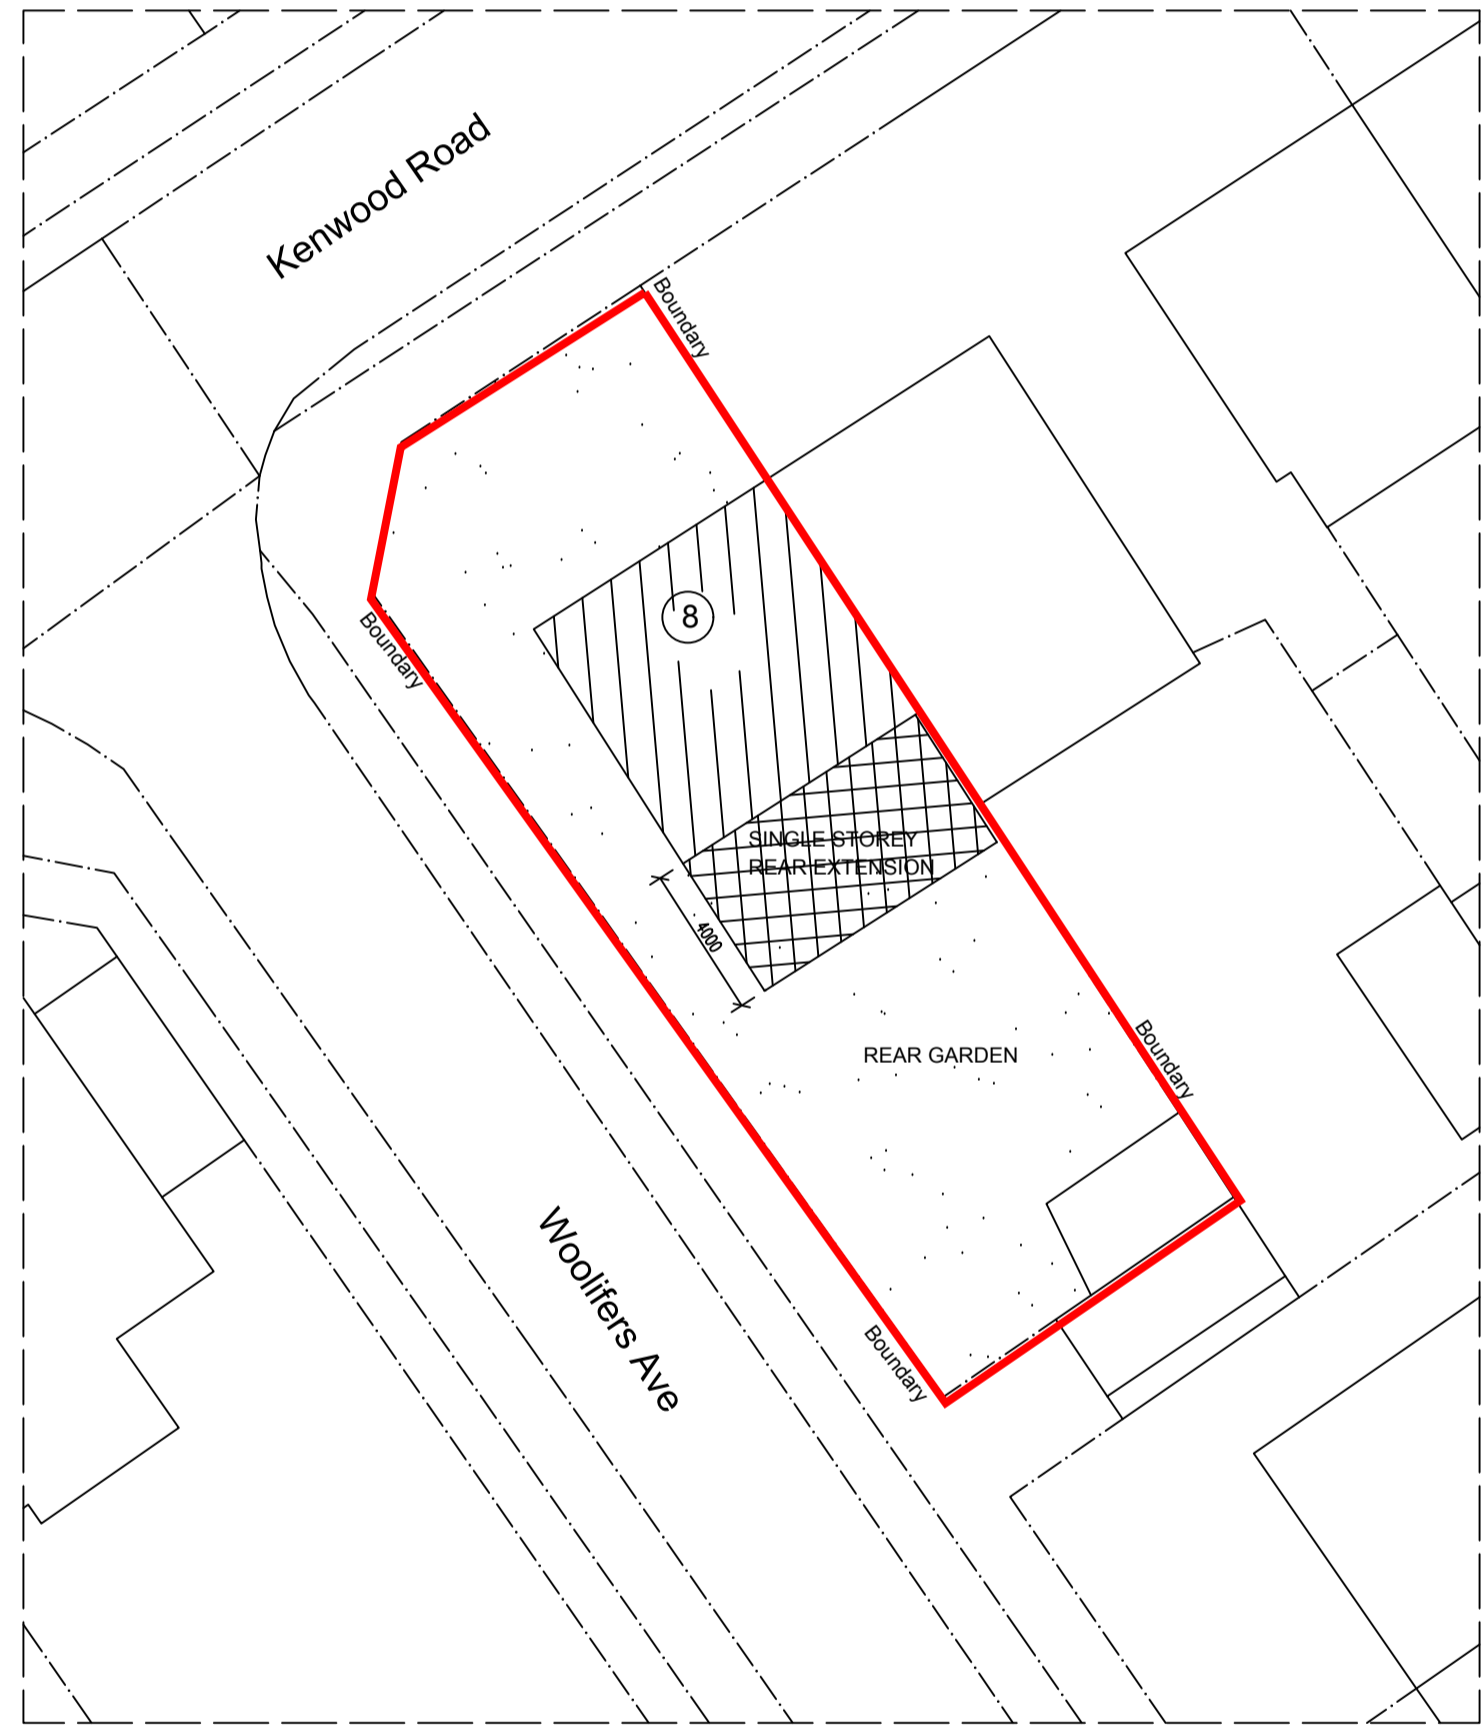 Kenwood Road
Boundary
8
Boundary
SINGLE STOREY
REAR EXTENSION
4000
REAR GARDEN
Boundary
Woolifers Ave
Boundary